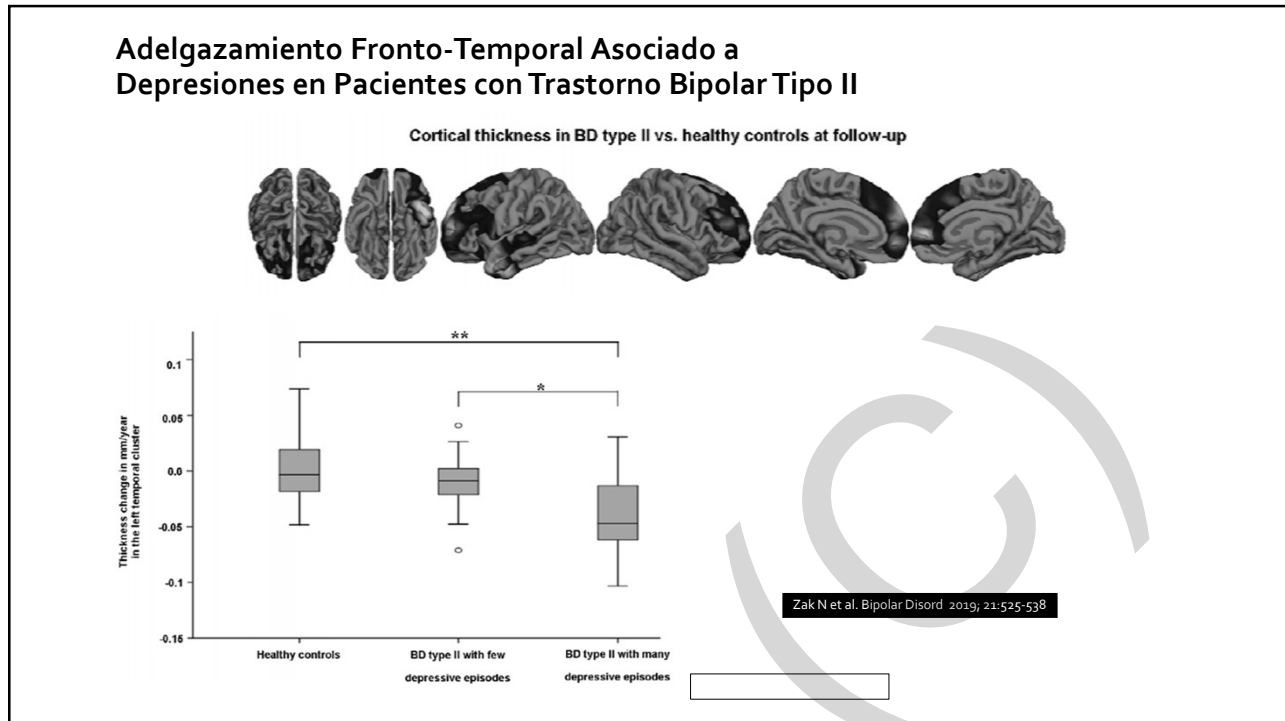 Adelgazamiento Fronto-Temporal Asociado a
Depresiones en Pacientes con Trastorno Bipolar Tipo II
Cortical thickness in BD type II vs. healthy controls at follow-up
**
*
0.1
0.05
0.0
-0.05
-0.1
-0.15
Thickness change in mm/year
in the left temporal cluster
Healthy controls
BD type II with few
depressive episodes
BD type II with many
depressive episodes
Zak N et al. Bipolar Disord 2019; 21:525-538
(C)